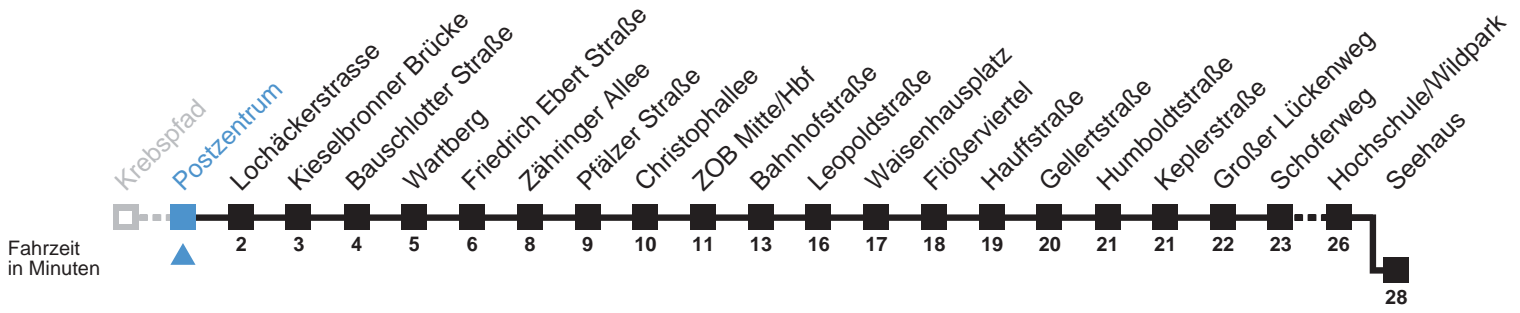 Krebspfad
Postzentrum
Lochäckerstrasse
Kieselbronner Brücke
Bauschlotter Straße
Wartberg
Friedrich Ebert Straße
Zähringer Allee
Pfälzer Straße
Christophallee
ZOB Mitte/Hbf
Bahnhofstraße
Leopoldstraße
Waisenhausplatz
Flößerviertel
Hauffstraße
Gellertstraße
Humboldtstraße
Keplerstraße
Großer Lückenweg
Schoferweg
Hochschule/Wildpark
Seehaus
Fahrzeit
in Minuten
2 3 4 5 6 8 9 10 11 13 16 17 18 19 20 21 21 22 23 26
28